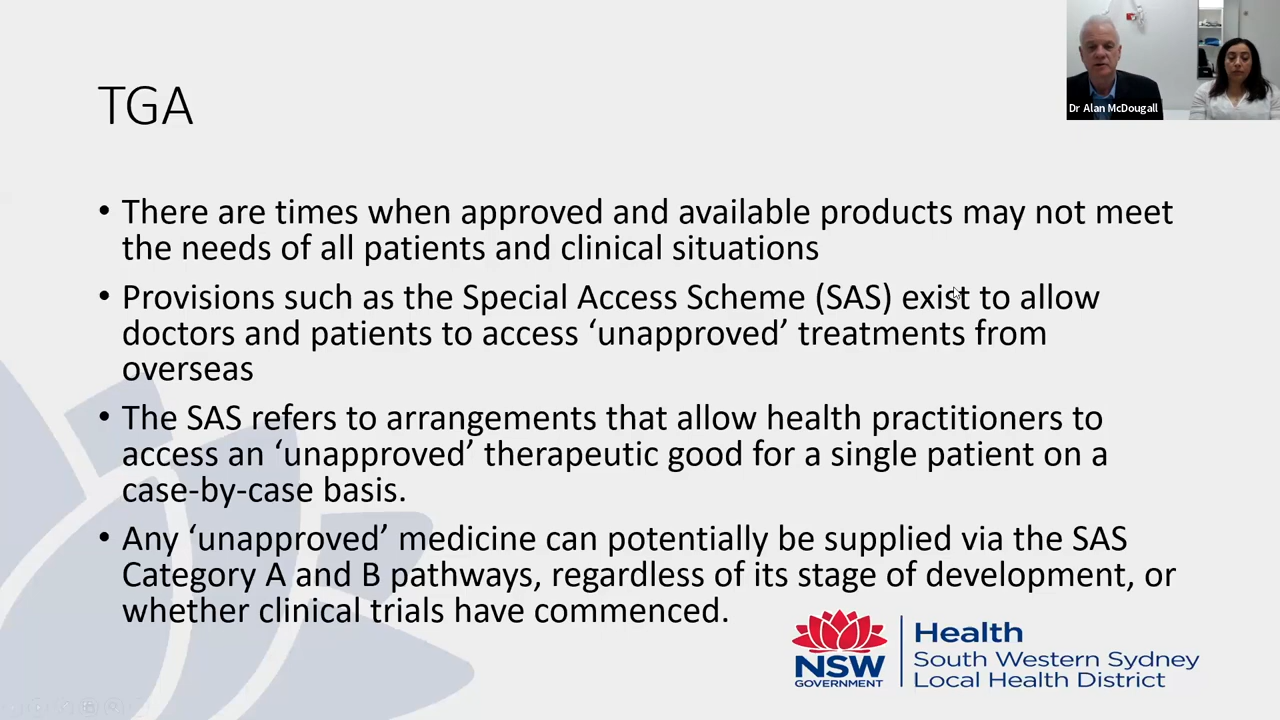 Dr Alan McDougall
TGA
• There are times when approved and available products may not meet
the needs of all patients and clinical situations
• Provisions such as the Special Access Scheme (SAS) exist to allow
doctors and patients to access ‘unapproved’ treatments from
overseas
• The SAS refers to arrangements that allow health practitioners to
access an ‘unapproved’ therapeutic good for a single patient on a
case-by-case basis.
• Any ‘unapproved’ medicine can potentially be supplied via the SAS
Category A and B pathways, regardless of its stage of development, or
whether clinical trials have commenced.
NSW
GOVERNMENT
Health
South Western Sydney
Local Health District